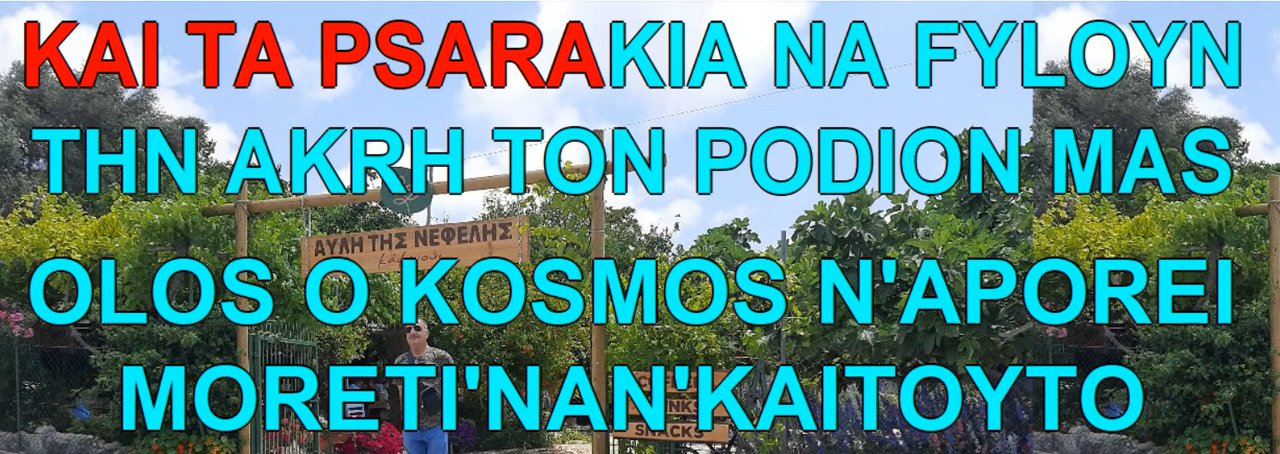 KAI TA PSARAKIA NA FYLOYN
THN AKRH TON PODION MAS
ΑΥΛΗ ΤΗΣ ΝΕΦΕΛΗΣ
OLOS O KOSMOS N'APOREI
MORETI'NAN'KAITOYTO
SNACKS